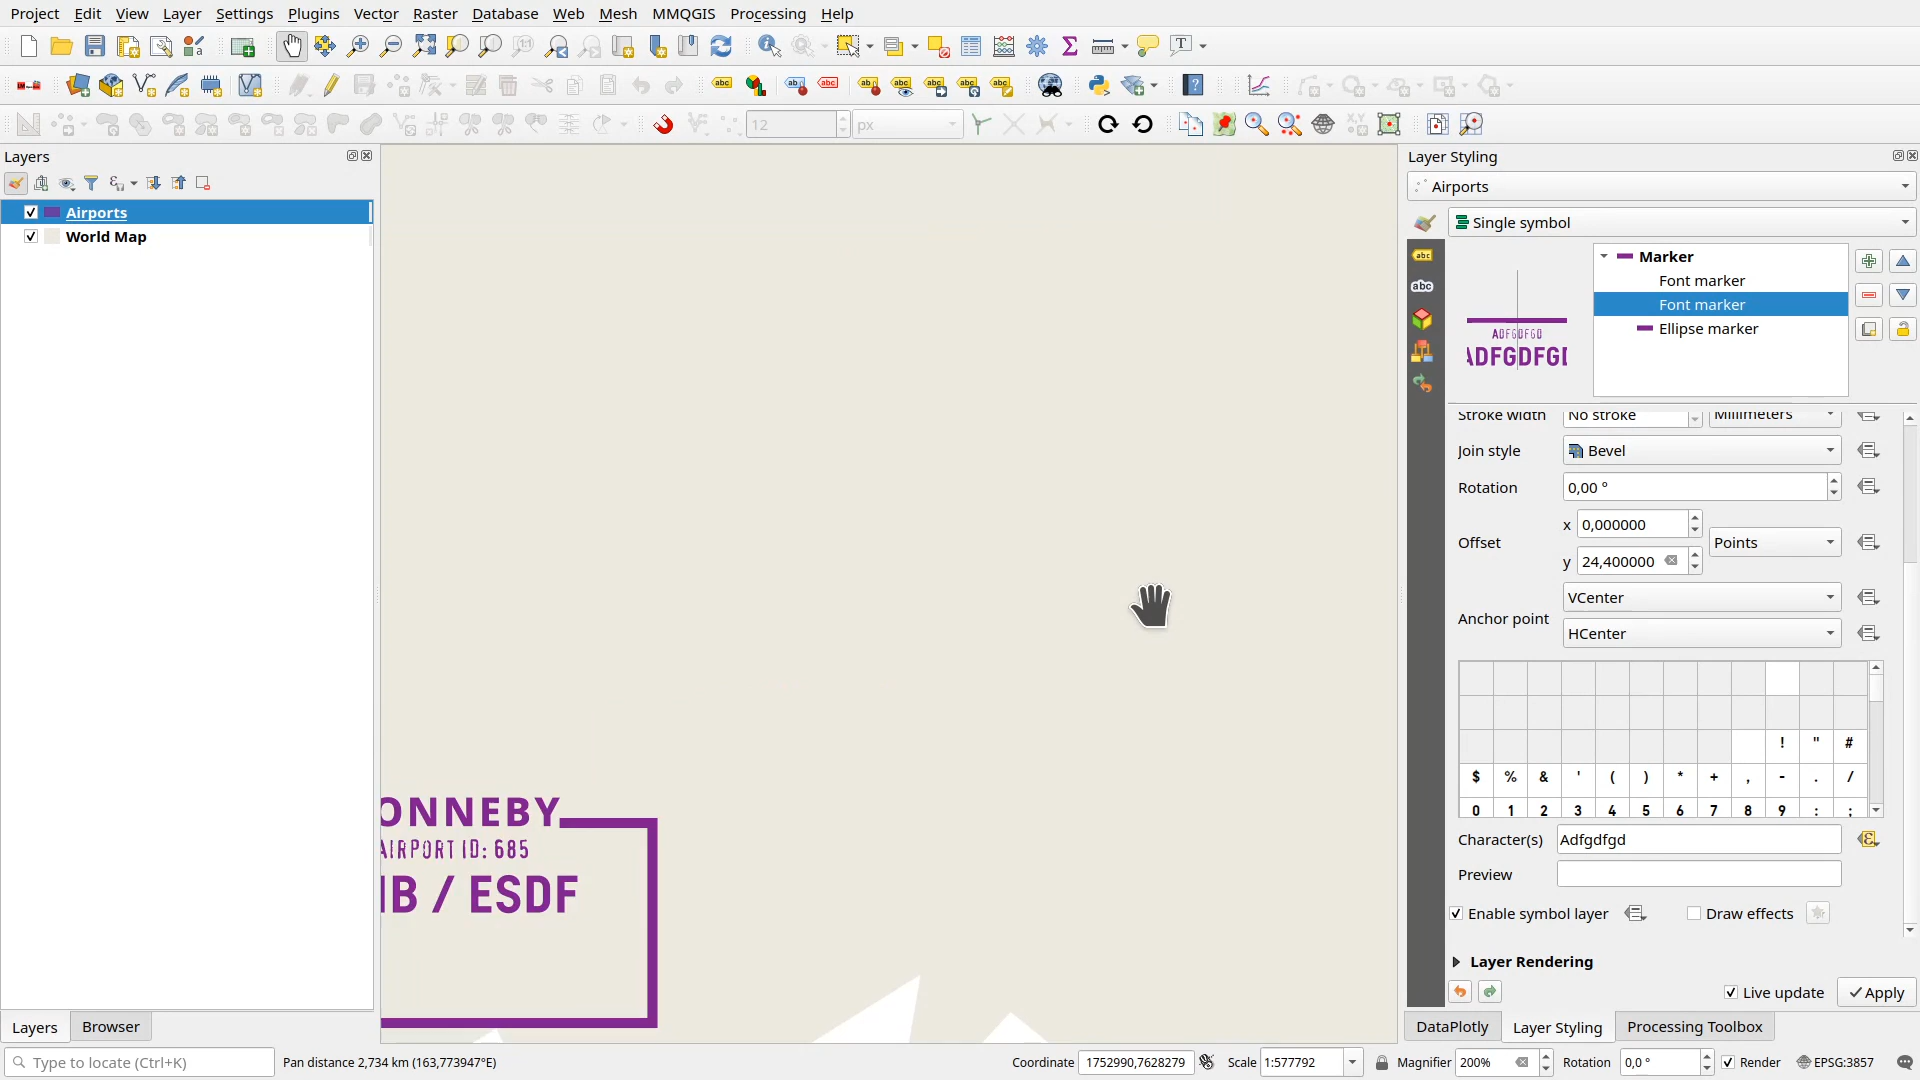 Project Edit View Layer Settings Plugins Vector Raster Database Web Mesh MMQGIS Processing Help
12 px
Layers
Airports
World Map
ONNEBY
AIRPORT ID: 685
/ ESDF
Layer Styling
Airports
Single symbol
ADFGDFGD
ADFGDFGD
Marker
Font marker
Font marker
Ellipse marker
Stroke width No stroke Millimeters
Join style Bevel
Rotation 0,00 °
Offset x 0,000000 Points
y 24,400000
Anchor point VCenter
HCenter
! " #
$ % & ' ( ) * + , - . /
0 1 2 3 4 5 6 7 8 9 : ;
Character(s) Adfgdfgd
Preview
Enable symbol layer Draw effects
Layer Rendering
Live update Apply
Layers Browser
DataPlotly Layer Styling Processing Toolbox
Type to locate (Ctrl+K) Pan distance 2,734 km (163,773947°E) Coordinate 1752990,7628279 Scale 1:577792 Magnifier 200% Rotation 0,0 ° Render EPSG:3857